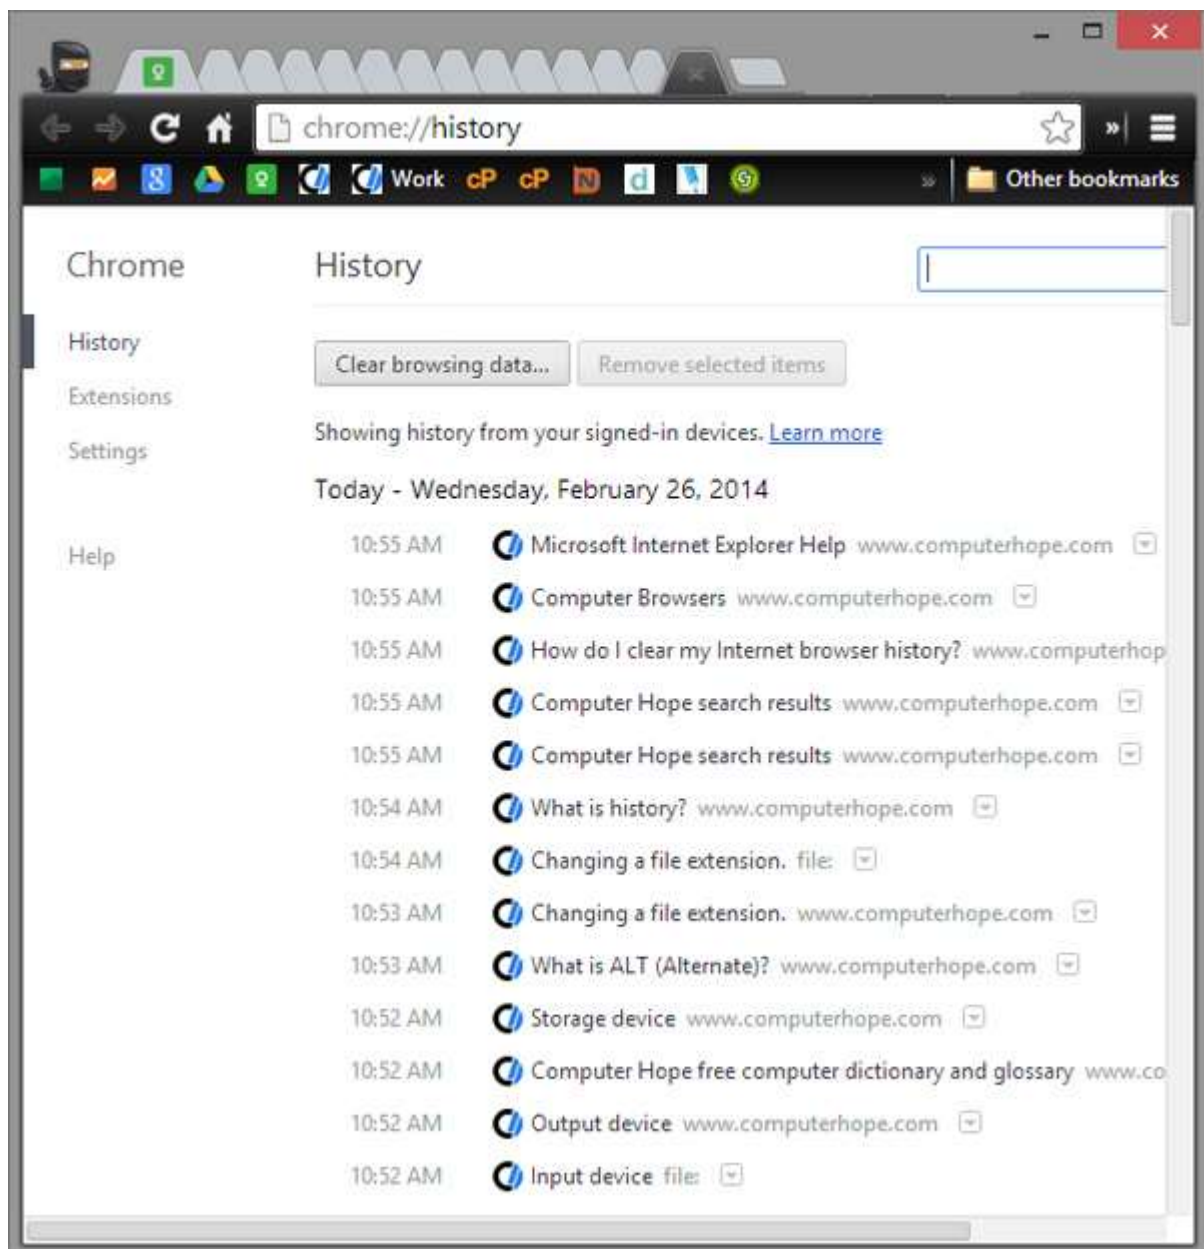 chrome://history
Work cP cP N d Other bookmarks
Chrome
History
History
Extensions
Settings
Help
Clear browsing data... Remove selected items
Showing history from your signed-in devices. Learn more
Today - Wednesday, February 26, 2014
10:55 AM Microsoft Internet Explorer Help www.computerhope.com
10:55 AM Computer Browsers www.computerhope.com
10:55 AM How do I clear my Internet browser history? www.computerhop
10:55 AM Computer Hope search results www.computerhope.com
10:55 AM Computer Hope search results www.computerhope.com
10:54 AM What is history? www.computerhope.com
10:54 AM Changing a file extension. file:
10:53 AM Changing a file extension. www.computerhope.com
10:53 AM What is ALT (Alternate)? www.computerhope.com
10:52 AM Storage device www.computerhope.com
10:52 AM Computer Hope free computer dictionary and glossary www.co
10:52 AM Output device www.computerhope.com
10:52 AM Input device file: